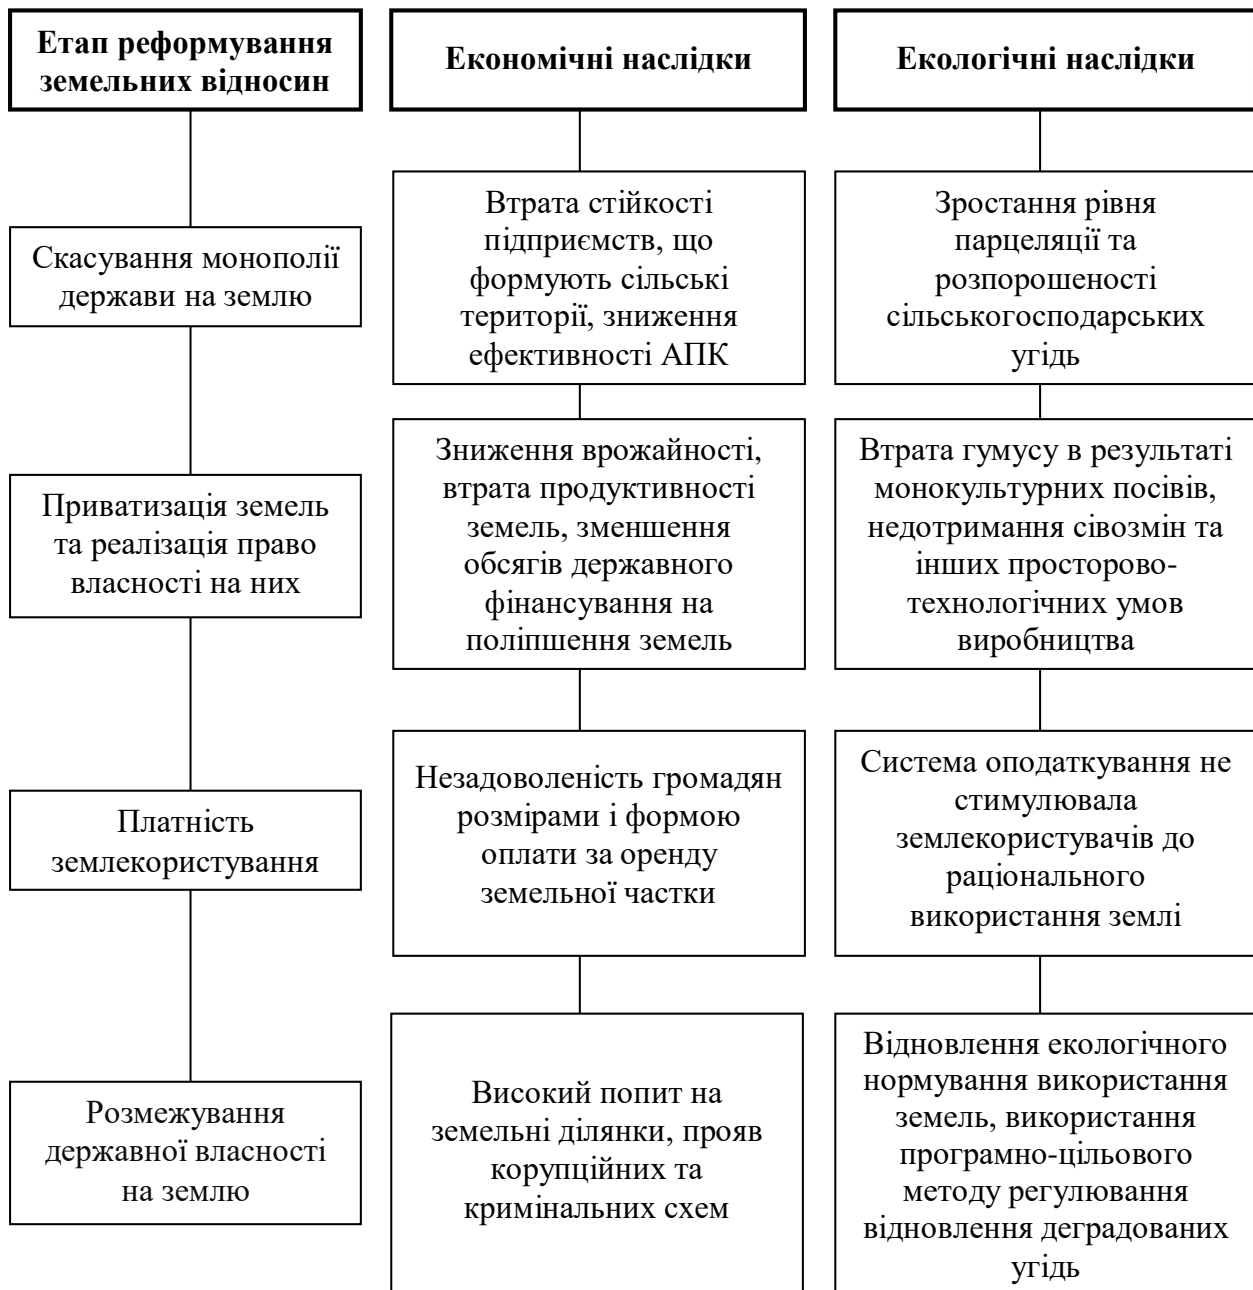 Етап реформування
земельних відносин
Економічні наслідки
Екологічні наслідки
Скасування монополії
держави на землю
Втрата стійкості
підприємств, що
формують сільські
території, зниження
ефективності АПК
Зростання рівня
парцеляції та
розпорошеності
сільськогосподарських
угідь
Приватизація земель
та реалізація право
власності на них
Зниження врожайності,
втрата продуктивності
земель, зменшення
обсягів державного
фінансування на
поліпшення земель
Втрата гумусу в результаті
монокультурних посівів,
недотримання сівозмін та
інших просторово-
технологічних умов
виробництва
Платність
землекористування
Незадоволеність громадян
розмірами і формою
оплати за оренду
земельної частки
Система оподаткування не
стимулювала
землекористувачів до
раціонального
використання землі
Розмежування
державної власності
на землю
Високий попит на
земельні ділянки, прояв
корупційних та
кримінальних схем
Відновлення екологічного
нормування використання
земель, використання
програмно-цільового
методу регулювання
відновлення деградованих
угідь